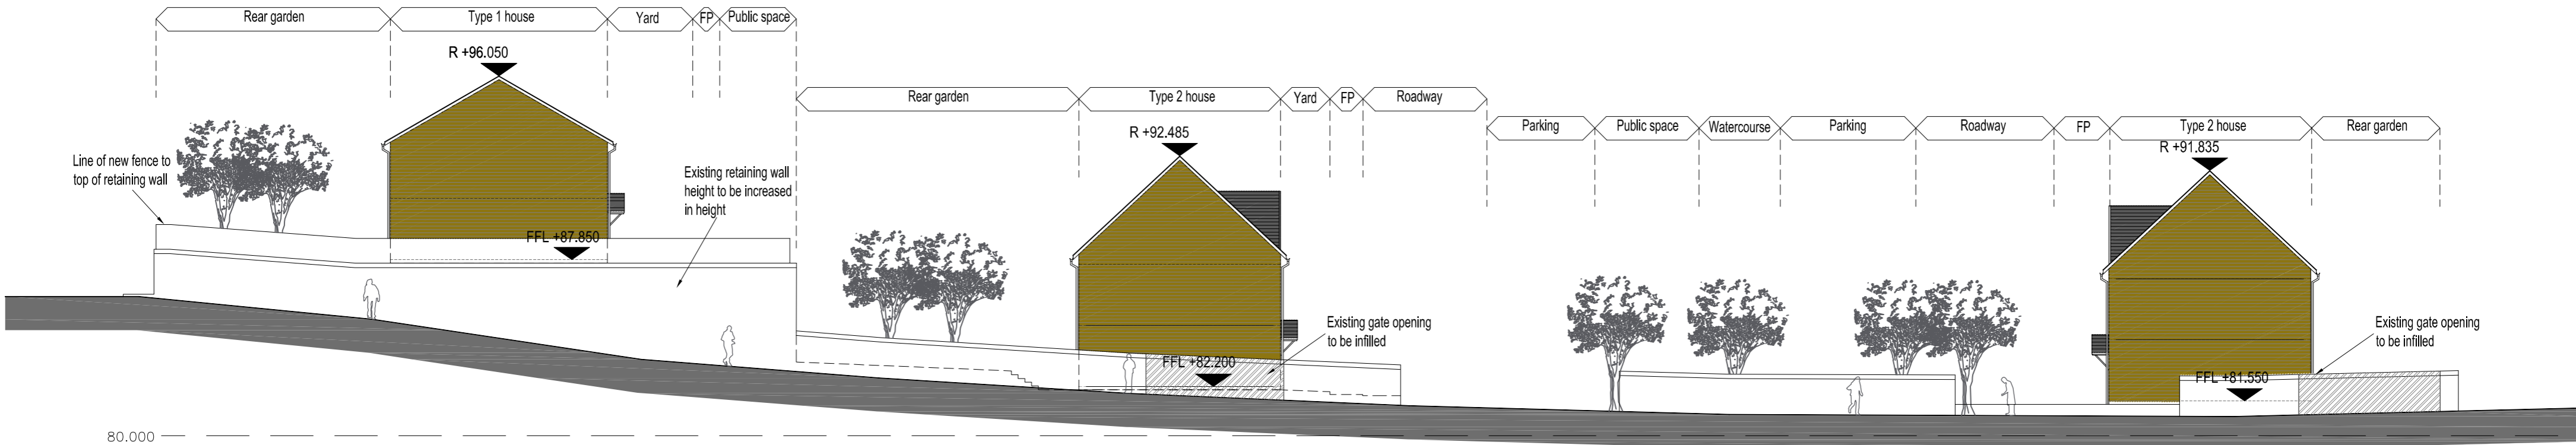 Rear garden
Type 1 house
Yard
FP
Public space
R +96.050
Rear garden
Type 2 house
Yard
FP
Roadway
Parking
Public space
Watercourse
Parking
Roadway
FP
Type 2 house
Rear garden
R +92.485
R +91.835
Line of new fence to
top of retaining wall
Existing retaining wall
height to be increased
in height
FFL +87.850
Existing gate opening
to be infilled
Existing gate opening
to be infilled
FFL +82.200
FFL +81.550
80.000